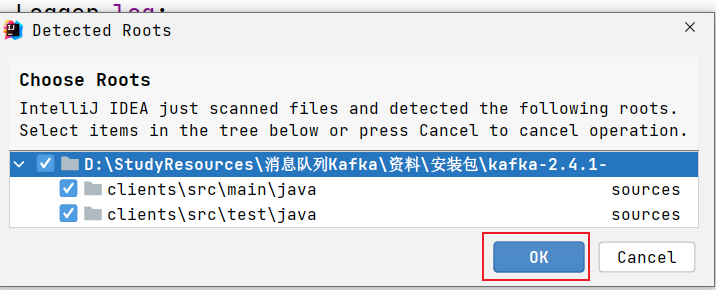 Logger log;
Detected Roots
Choose Roots
IntelliJ IDEA just scanned files and detected the following roots.
Select items in the tree below or press Cancel to cancel operation.
D:\StudyResources\消息队列Kafka\资料\安装包\kafka-2.4.1-
clients\src\main\java sources
clients\src\test\java sources
OK Cancel